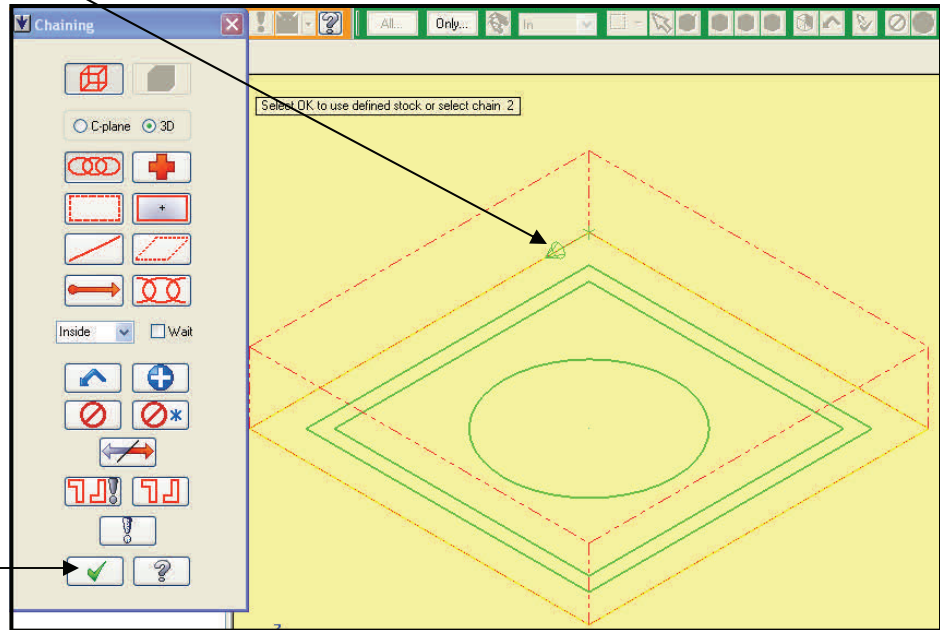 Chaining
All...
Only...
In
C-plane
3D
Select OK to use defined stock or select chain 2
Inside
Wait